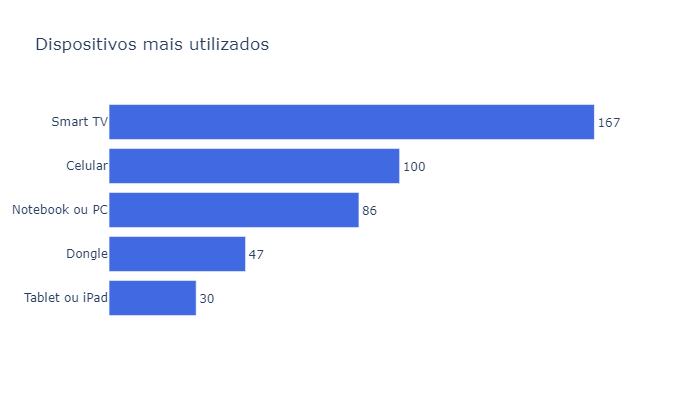 Dispositivos mais utilizados
Smart TV 167
Celular 100
Notebook ou PC 86
Dongle 47
Tablet ou iPad 30